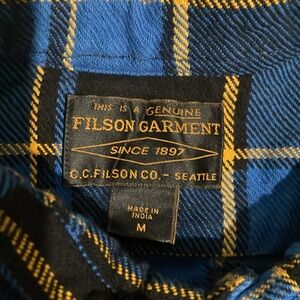 THIS IS A GENUINE
FILSON GARMENT
SINCE 1897
C.C. FILSON CO. - SEATTLE
MADE IN
INDIA
M